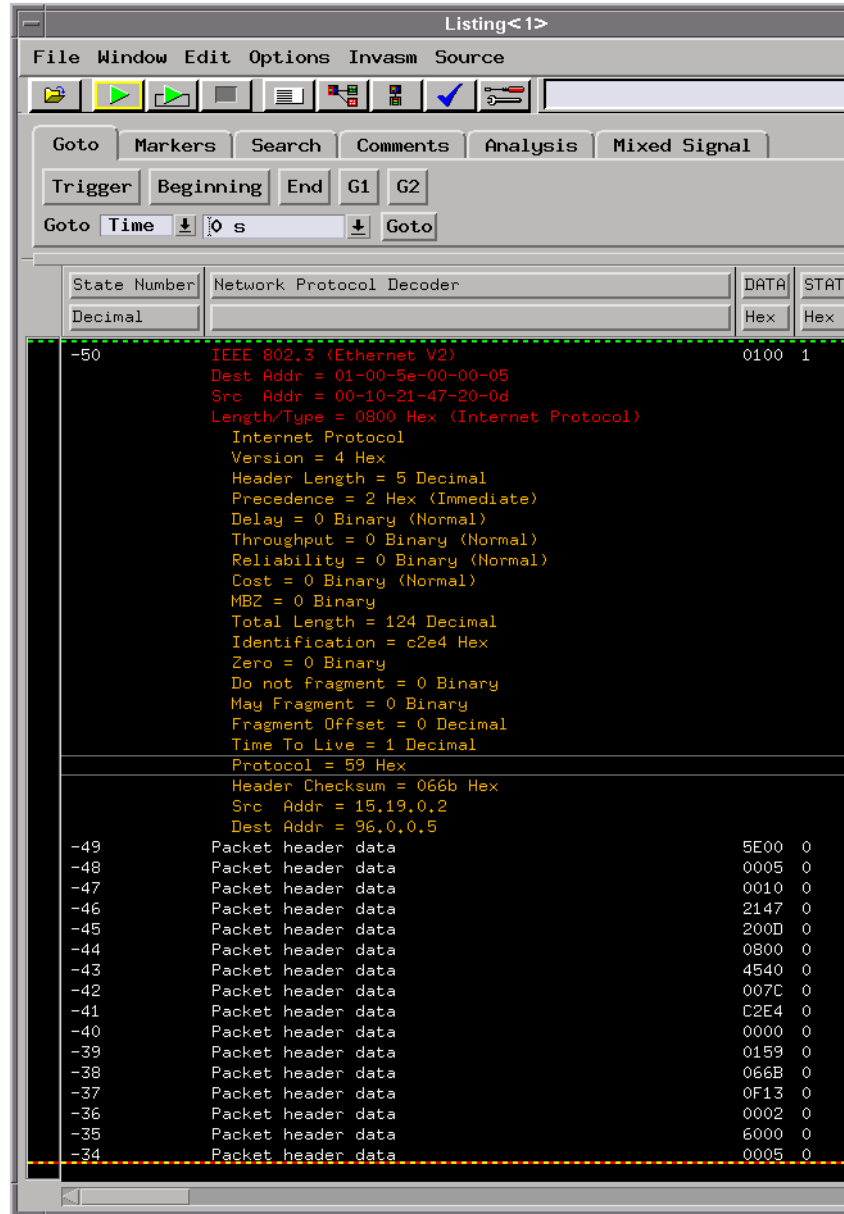 Listing<1>
File Window Edit Options Invasm Source
Goto Markers Search Comments Analysis Mixed Signal
Trigger Beginning End G1 G2
Goto Time 0 s Goto
State Number Network Protocol Decoder DATA STAT
Decimal Hex Hex
-50 IEEE 802.3 (Ethernet V2) 0100 1
Dest Addr = 01-00-5e-00-00-05
Src Addr = 00-10-21-47-20-0d
Length/Type = 0800 Hex (Internet Protocol)
Internet Protocol
Version = 4 Hex
Header Length = 5 Decimal
Precedence = 2 Hex (Immediate)
Delay = 0 Binary (Normal)
Throughput = 0 Binary (Normal)
Reliability = 0 Binary (Normal)
Cost = 0 Binary (Normal)
MBZ = 0 Binary
Total Length = 124 Decimal
Identification = c2e4 Hex
Zero = 0 Binary
Do not fragment = 0 Binary
May Fragment = 0 Binary
Fragment Offset = 0 Decimal
Time To Live = 1 Decimal
Protocol = 59 Hex
Header Checksum = 066b Hex
Src Addr = 15.19.0.2
Dest Addr = 96.0.0.5
-49 Packet header data 5E00 0
-48 Packet header data 0005 0
-47 Packet header data 0010 0
-46 Packet header data 2147 0
-45 Packet header data 200D 0
-44 Packet header data 0800 0
-43 Packet header data 4540 0
-42 Packet header data 007C 0
-41 Packet header data C2E4 0
-40 Packet header data 0000 0
-39 Packet header data 0159 0
-38 Packet header data 066B 0
-37 Packet header data 0F13 0
-36 Packet header data 0002 0
-35 Packet header data 6000 0
-34 Packet header data 0005 0